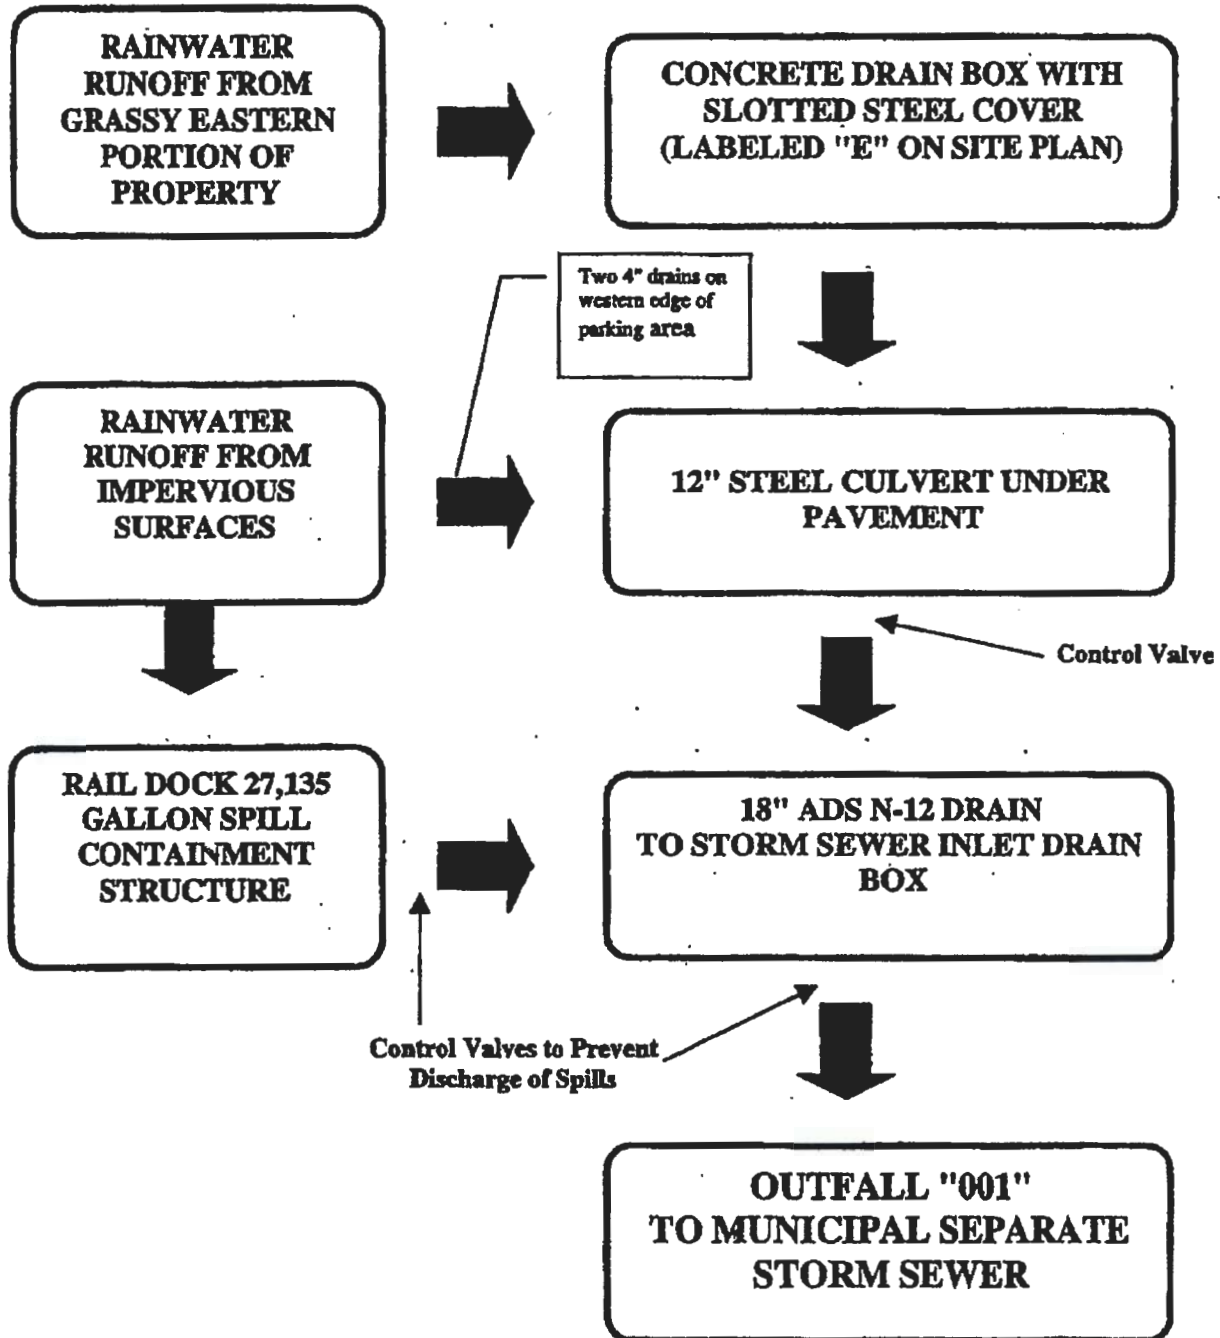 RAINWATER
RUNOFF FROM
GRASSY EASTERN
PORTION OF
PROPERTY
CONCRETE DRAIN BOX WITH
SLOTTED STEEL COVER
(LABELED "E" ON SITE PLAN)
Two 4" drains on
western edge of
parking area
RAINWATER
RUNOFF FROM
IMPERVIOUS
SURFACES
12" STEEL CULVERT UNDER
PAVEMENT
Control Valve
RAIL DOCK 27,135
GALLON SPILL
CONTAINMENT
STRUCTURE
18" ADS N-12 DRAIN
TO STORM SEWER INLET DRAIN
BOX
Control Valves to Prevent
Discharge of Spills
OUTFALL "001"
TO MUNICIPAL SEPARATE
STORM SEWER